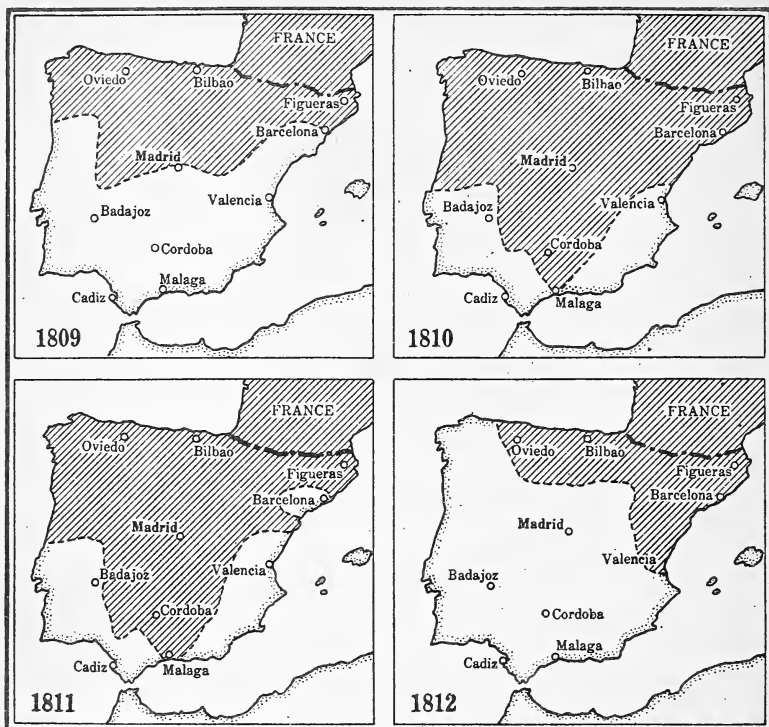 FRANCE
Oviedo
Bilbao
Figueras
Barcelona
Madrid
Valencia
Badajoz
Cordoba
Malaga
Cadiz
1809
FRANCE
Oviedo
Bilbao
Figueras
Barcelona
Madrid
Valencia
Badajoz
Cordoba
Cadiz
Malaga
1810
FRANCE
Oviedo
Bilbao
Figueras
Barcelona
Madrid
Valencia
Badajoz
Cordoba
Cadiz
Malaga
1811
FRANCE
Oviedo
Bilbao
Figueras
Barcelona
Madrid
Valencia
Badajoz
Cordoba
Malaga
Cadiz
1812